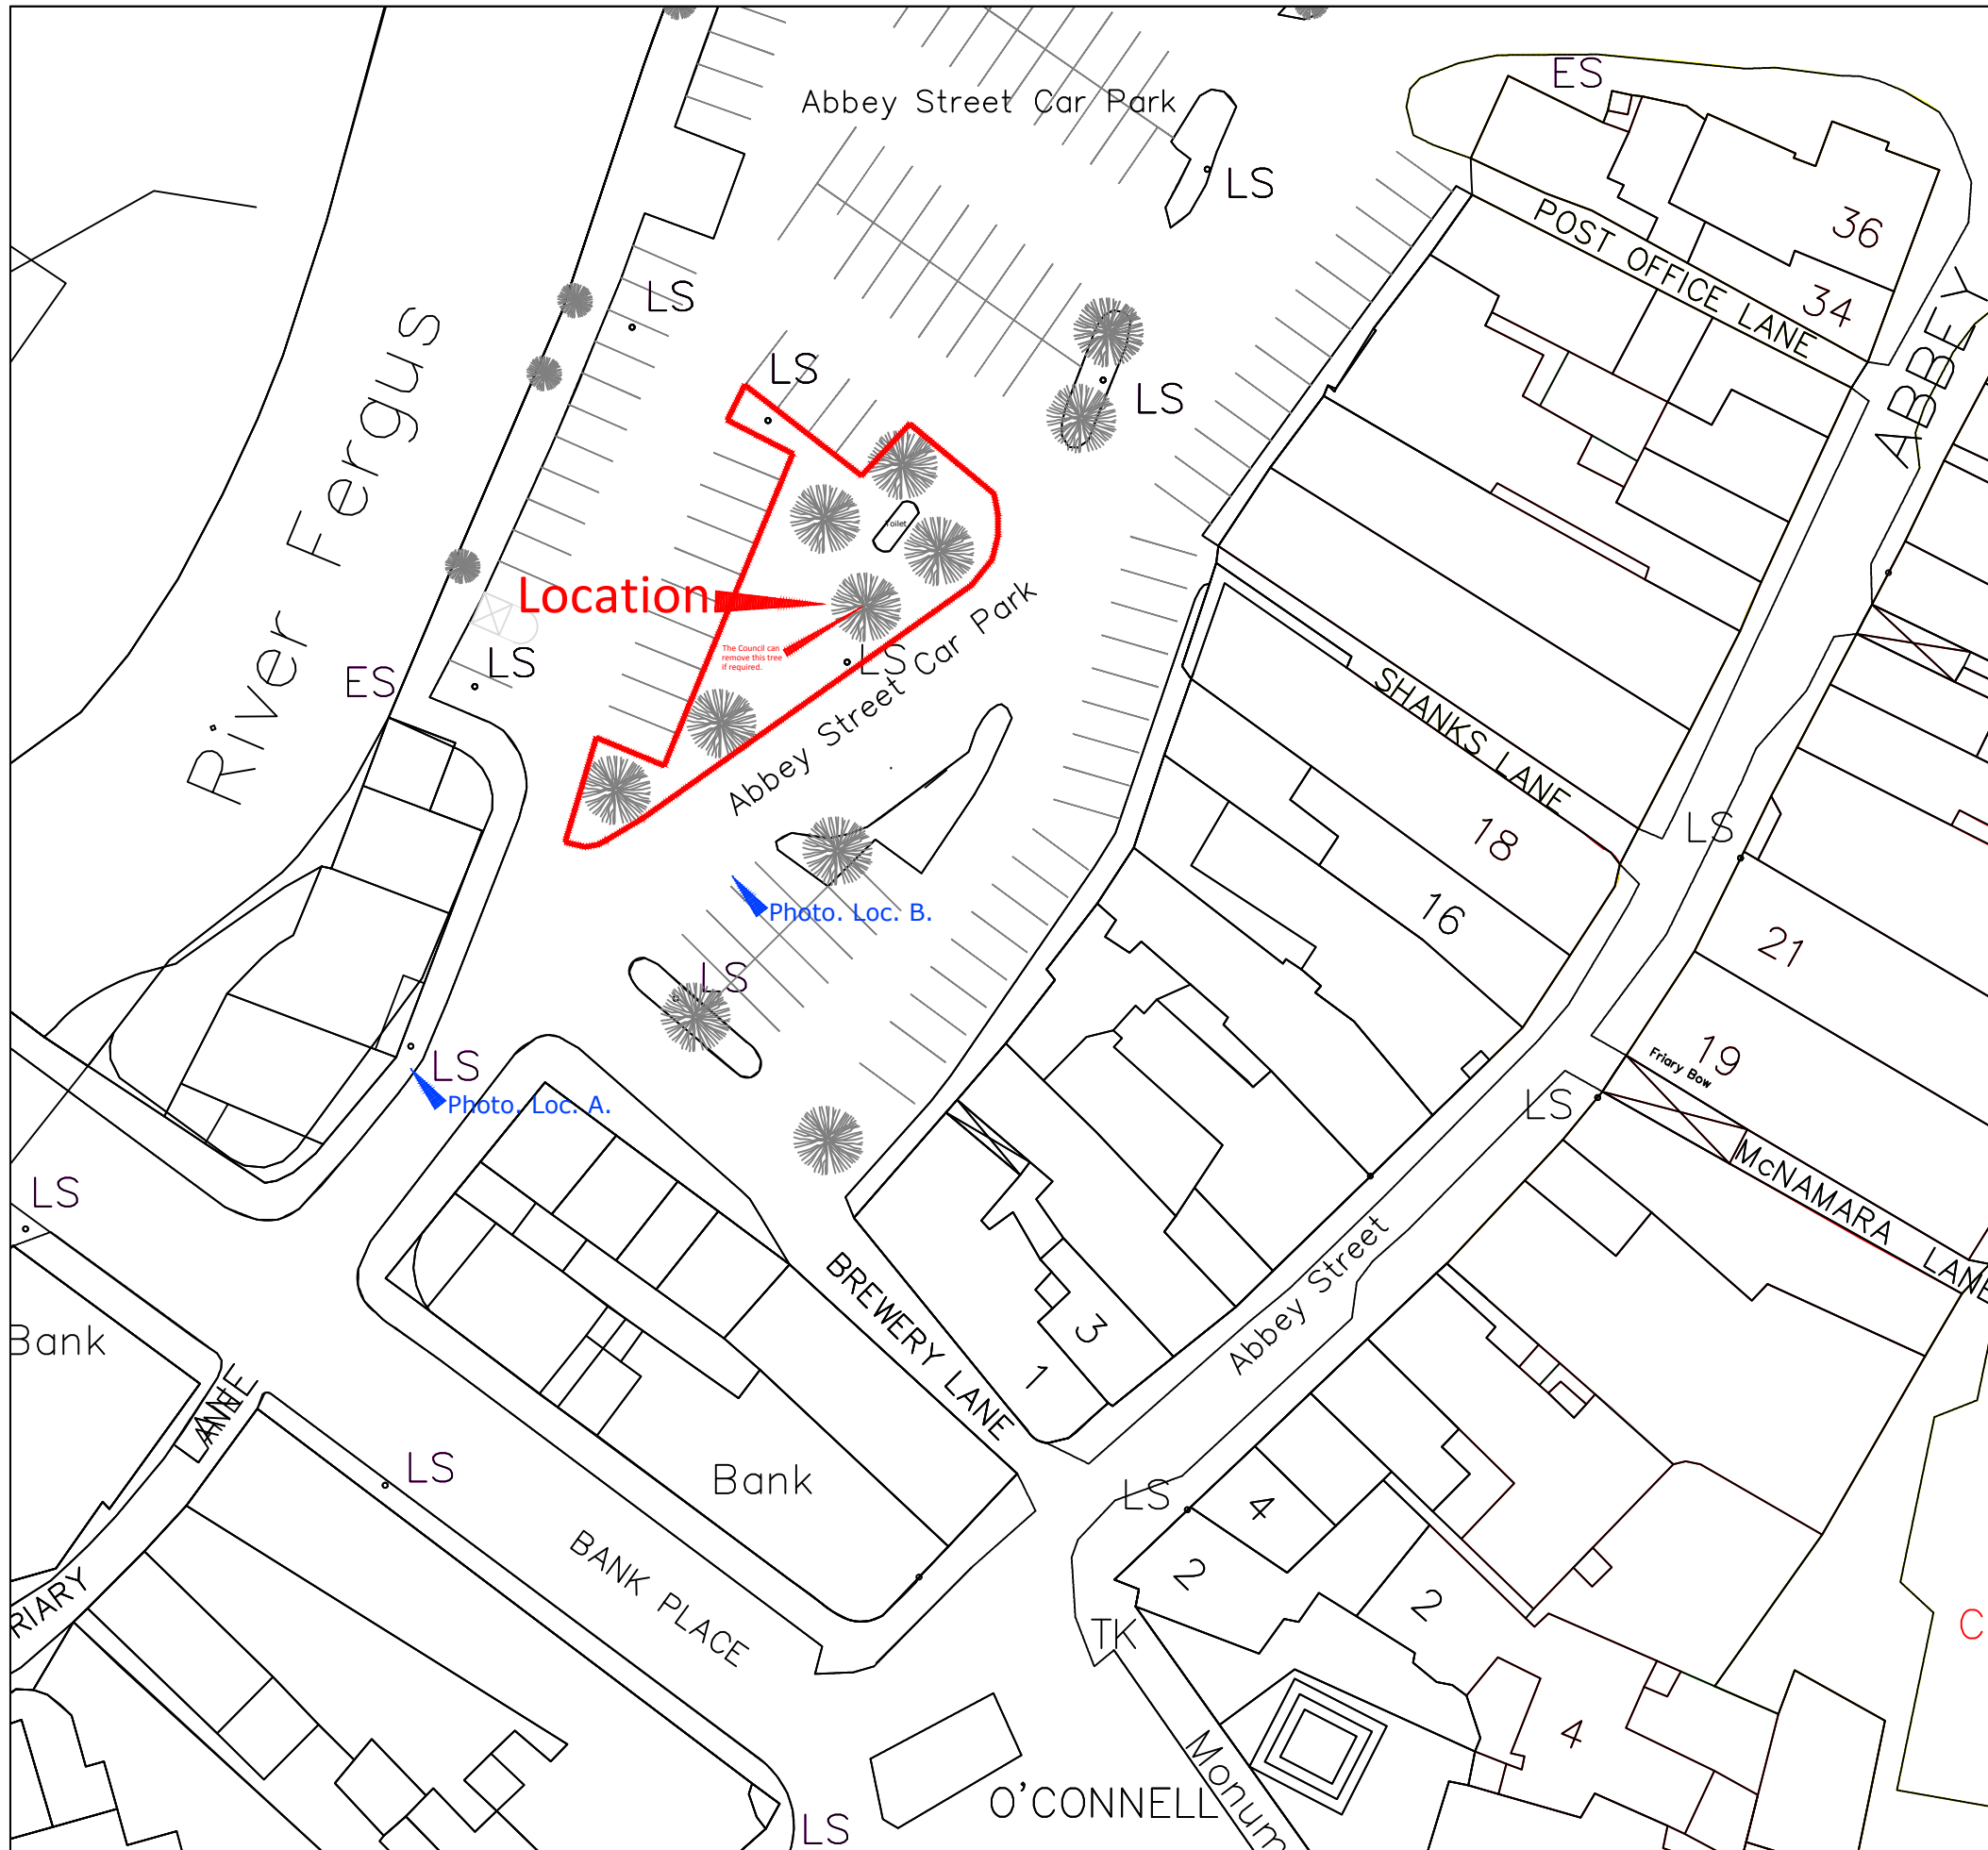 Abbey Street Car Park
ES
LS
36
POST OFFICE LANE
34
ABBEY
LS
LS
LS
River Fergus
Toilet
Location
The Council can
remove this tree
if required.
LS
Abbey Street Car Park
ES
LS
SHANKS LANE
18
LS
16
Photo. Loc. B.
21
LS
19
Friary Bow
LS
Photo. Loc. A.
LS
McNAMARA LANE
LS
Abbey Street
BREWERY LANE
3
1
Bank
LANE
LS
Bank
LS
4
BANK PLACE
2
2
RIARY
TK
C
4
O'CONNELL
Monum
LS